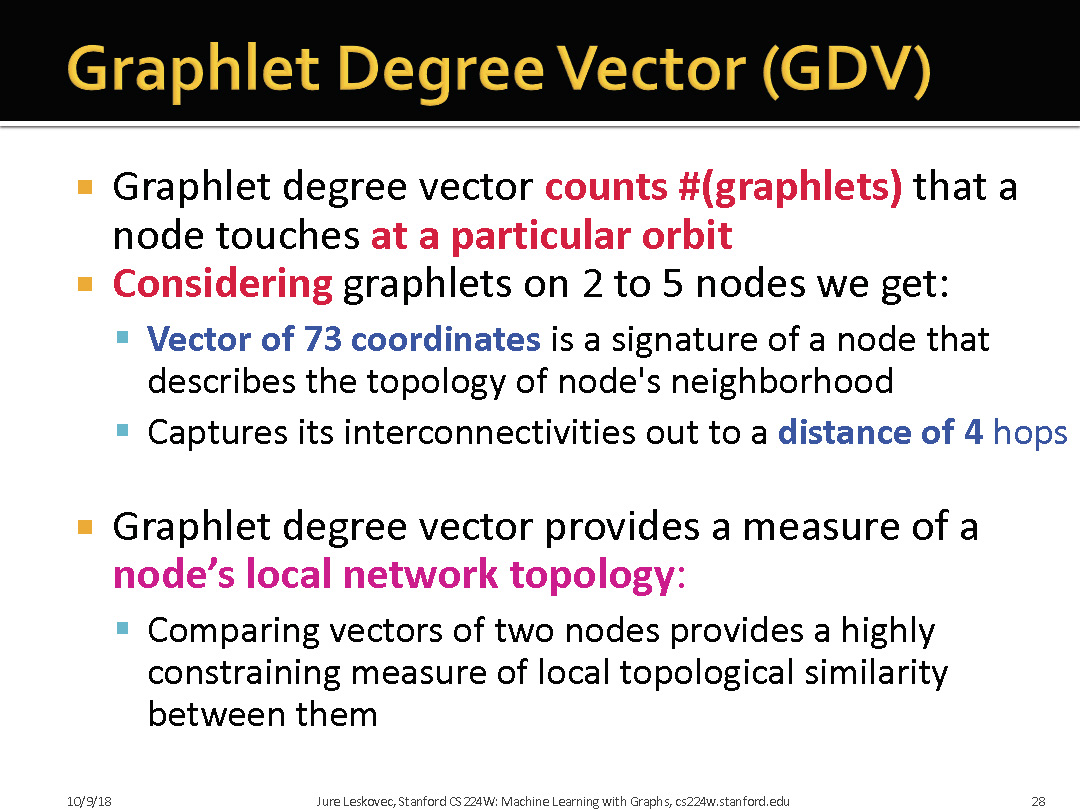 Graphlet Degree Vector (GDV)
▪ Graphlet degree vector counts #(graphlets) that a
node touches at a particular orbit
▪ Considering graphlets on 2 to 5 nodes we get:
▪ Vector of 73 coordinates is a signature of a node that
describes the topology of node's neighborhood
▪ Captures its interconnectivities out to a distance of 4 hops
▪ Graphlet degree vector provides a measure of a
node’s local network topology:
▪ Comparing vectors of two nodes provides a highly
constraining measure of local topological similarity
between them
10/9/18 Jure Leskovec, Stanford CS224W: Machine Learning with Graphs, cs224w.stanford.edu 28